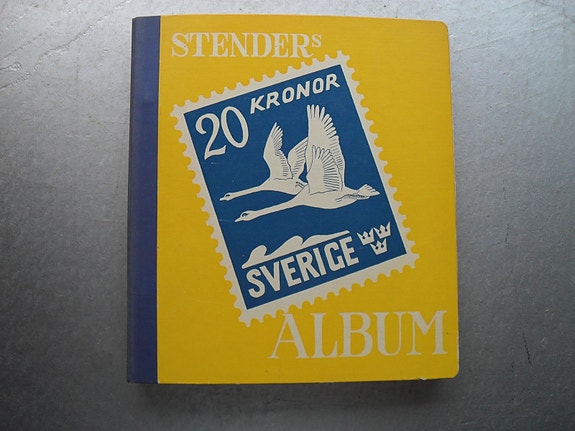 STENDERS
20 KRONOR
SVERIGE
ALBUM